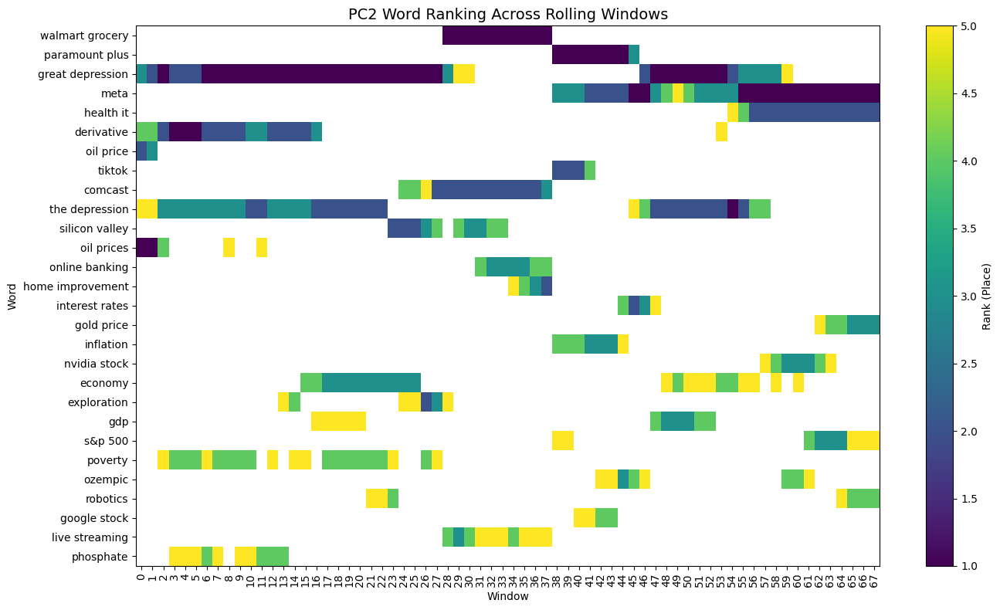 PC2 Word Ranking Across Rolling Windows
Word
walmart grocery
paramount plus
great depression
meta
health it
derivative
oil price
tiktok
comcast
the depression
silicon valley
oil prices
online banking
home improvement
interest rates
gold price
inflation
nvidia stock
economy
exploration
gdp
s&p 500
poverty
ozempic
robotics
google stock
live streaming
phosphate
0 1 2 3 4 5 6 7 8 9 10 11 12 13 14 15 16 17 18 19 20 21 22 23 24 25 26 27 28 29 30 31 32 33 34 35 36 37 38 39 40 41 42 43 44 45 46 47 48 49 50 51 52 53 54 55 56 57 58 59 60 61 62 63 64 65 66 67
Window
5.0
4.5
4.0
3.5
3.0
2.5
2.0
1.5
1.0
Rank (Place)